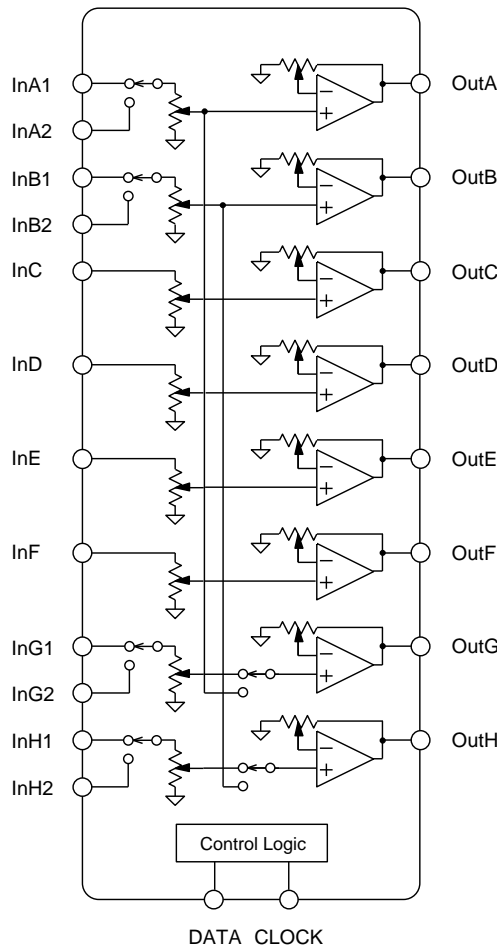 InA1
OutA
InA2
InB1
OutB
InB2
InC
OutC
InD
OutD
InE
OutE
InF
OutF
InG1
OutG
InG2
InH1
OutH
InH2
Control Logic
DATA CLOCK